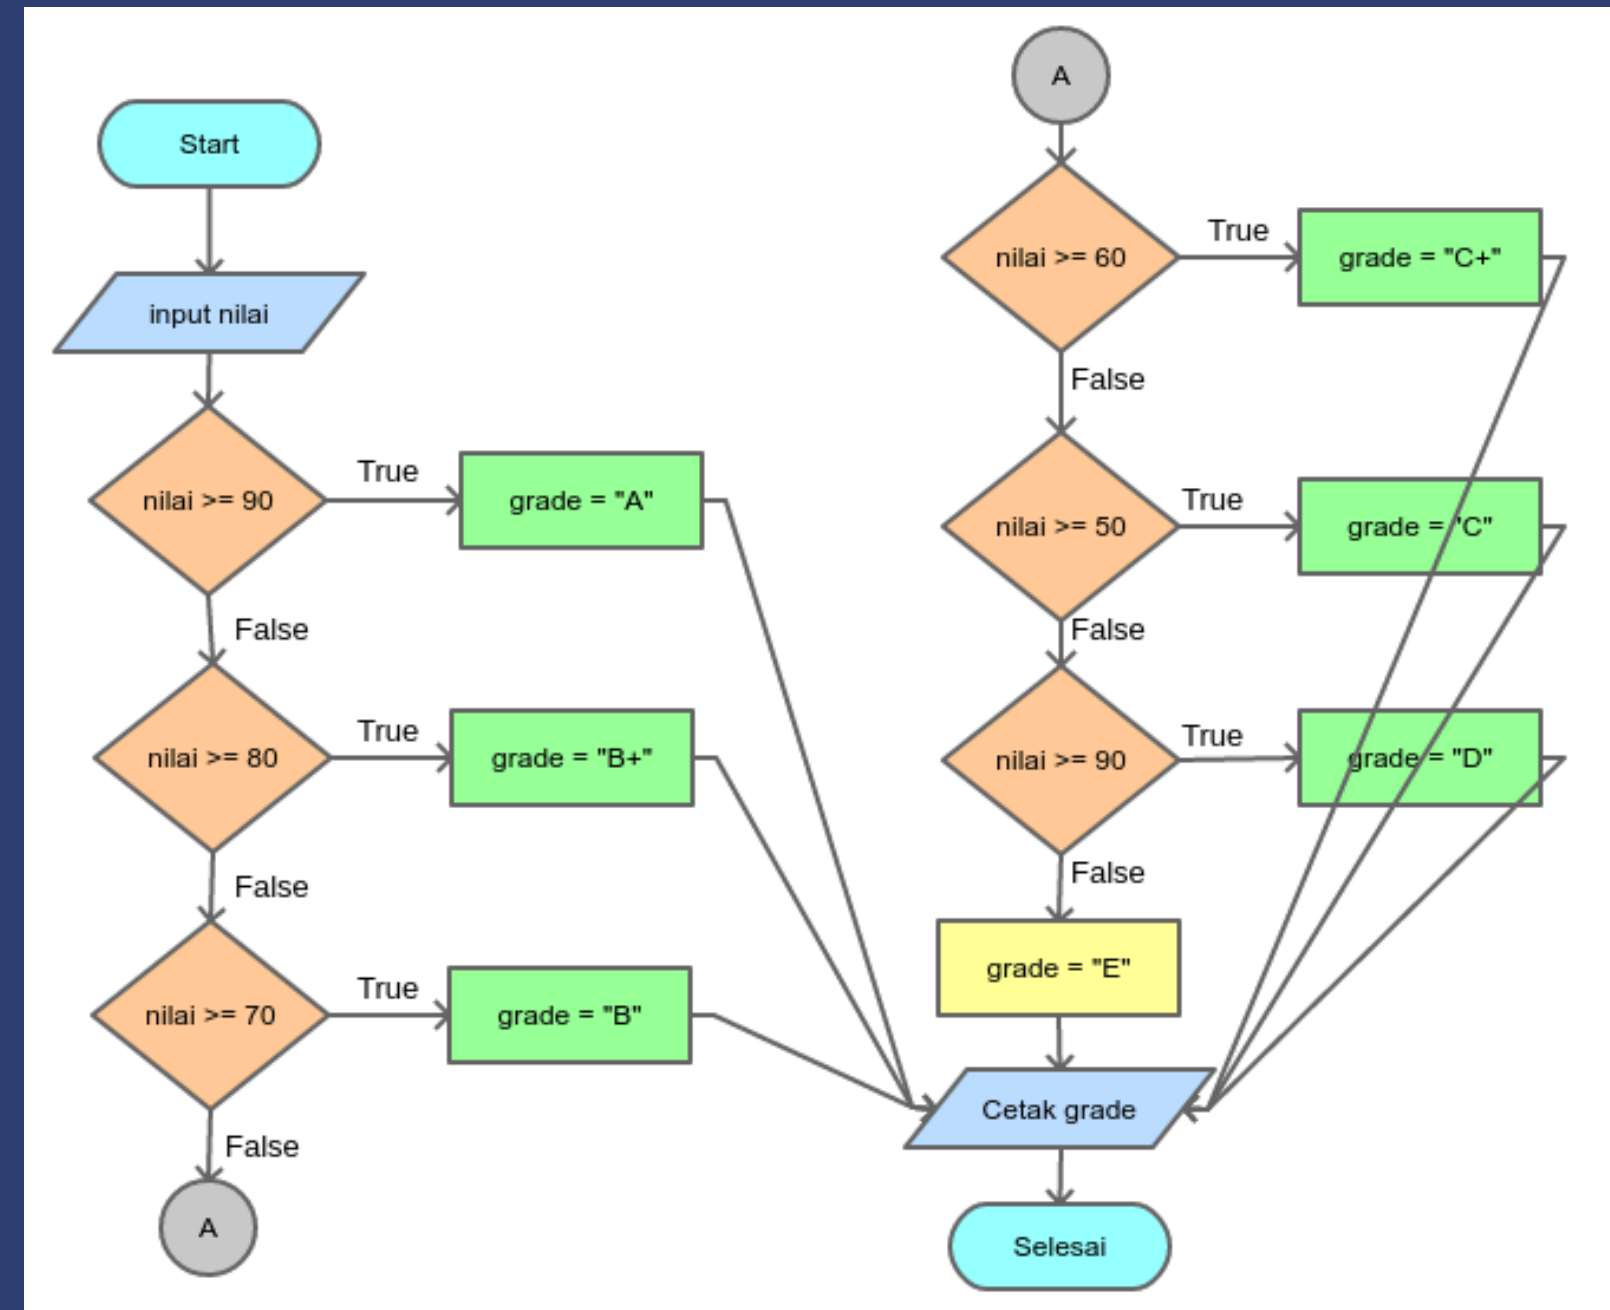 Start
input nilai
nilai >= 90
True
grade = "A"
False
nilai >= 80
True
grade = "B+"
False
nilai >= 70
True
grade = "B"
False
A
A
nilai >= 60
True
grade = "C+"
False
nilai >= 50
True
grade = "C"
False
nilai >= 90
True
grade = "D"
False
grade = "E"
Cetak grade
Selesai